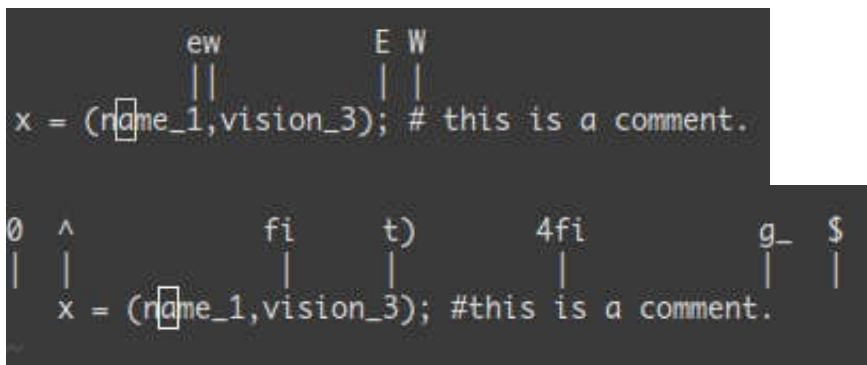 ew E W
|| | |
x = (name_1,vision_3); # this is a comment.
0 ^ fi t) 4fi g_ $
| | | | | | |
x = (name_1,vision_3); #this is a comment.
~